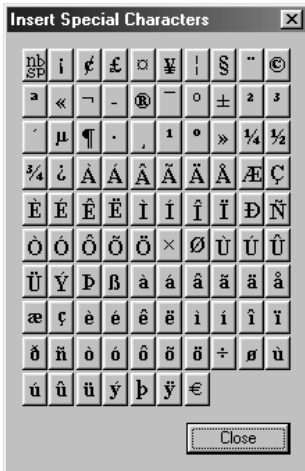 Insert Special Characters
nb sp ¡ ¢ £ ¤ ¥ ¦ § ¨ ©
ª « ¬ - ® ¯ ° ± ² ³
´ µ ¶ · ¸ ¹ º » ¼ ½
¾ ¿ À Á Â Ã Ä Å Æ Ç
È É Ê Ë Ì Í Î Ï Ð Ñ
Ò Ó Ô Õ Ö × Ø Ù Ú Û
Ü Ý Þ ß à á â ã ä å
æ ç è é ê ë ì í î ï
ð ñ ò ó ô õ ö ÷ ø ù
ú û ü ý þ ÿ €
Close